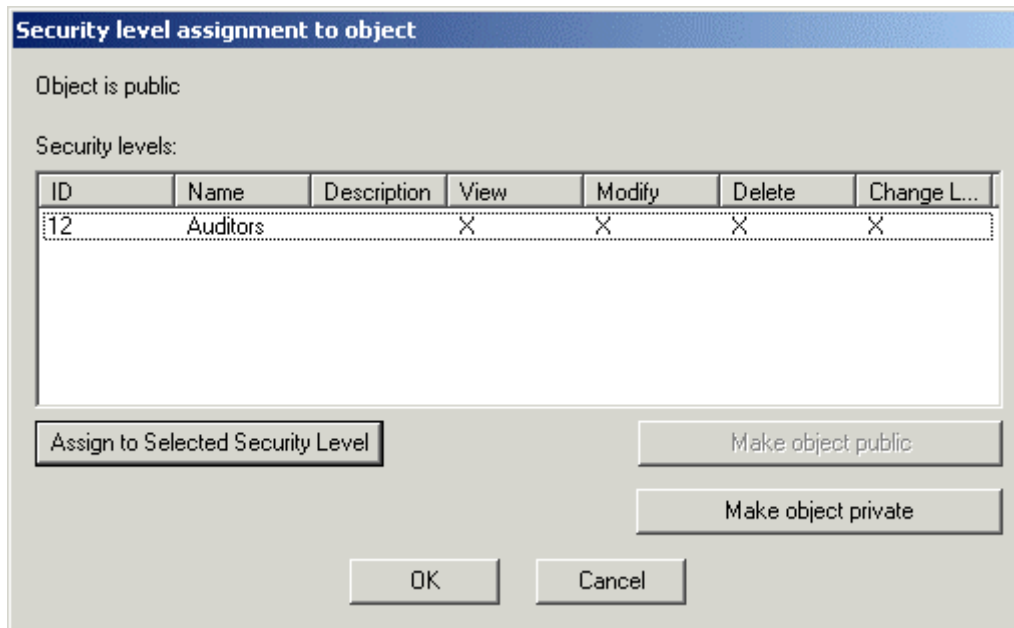 Security level assignment to object
Object is public
Security levels:
ID Name Description View Modify Delete Change L...
12 Auditors X X X X
Assign to Selected Security Level Make object public
Make object private
OK Cancel